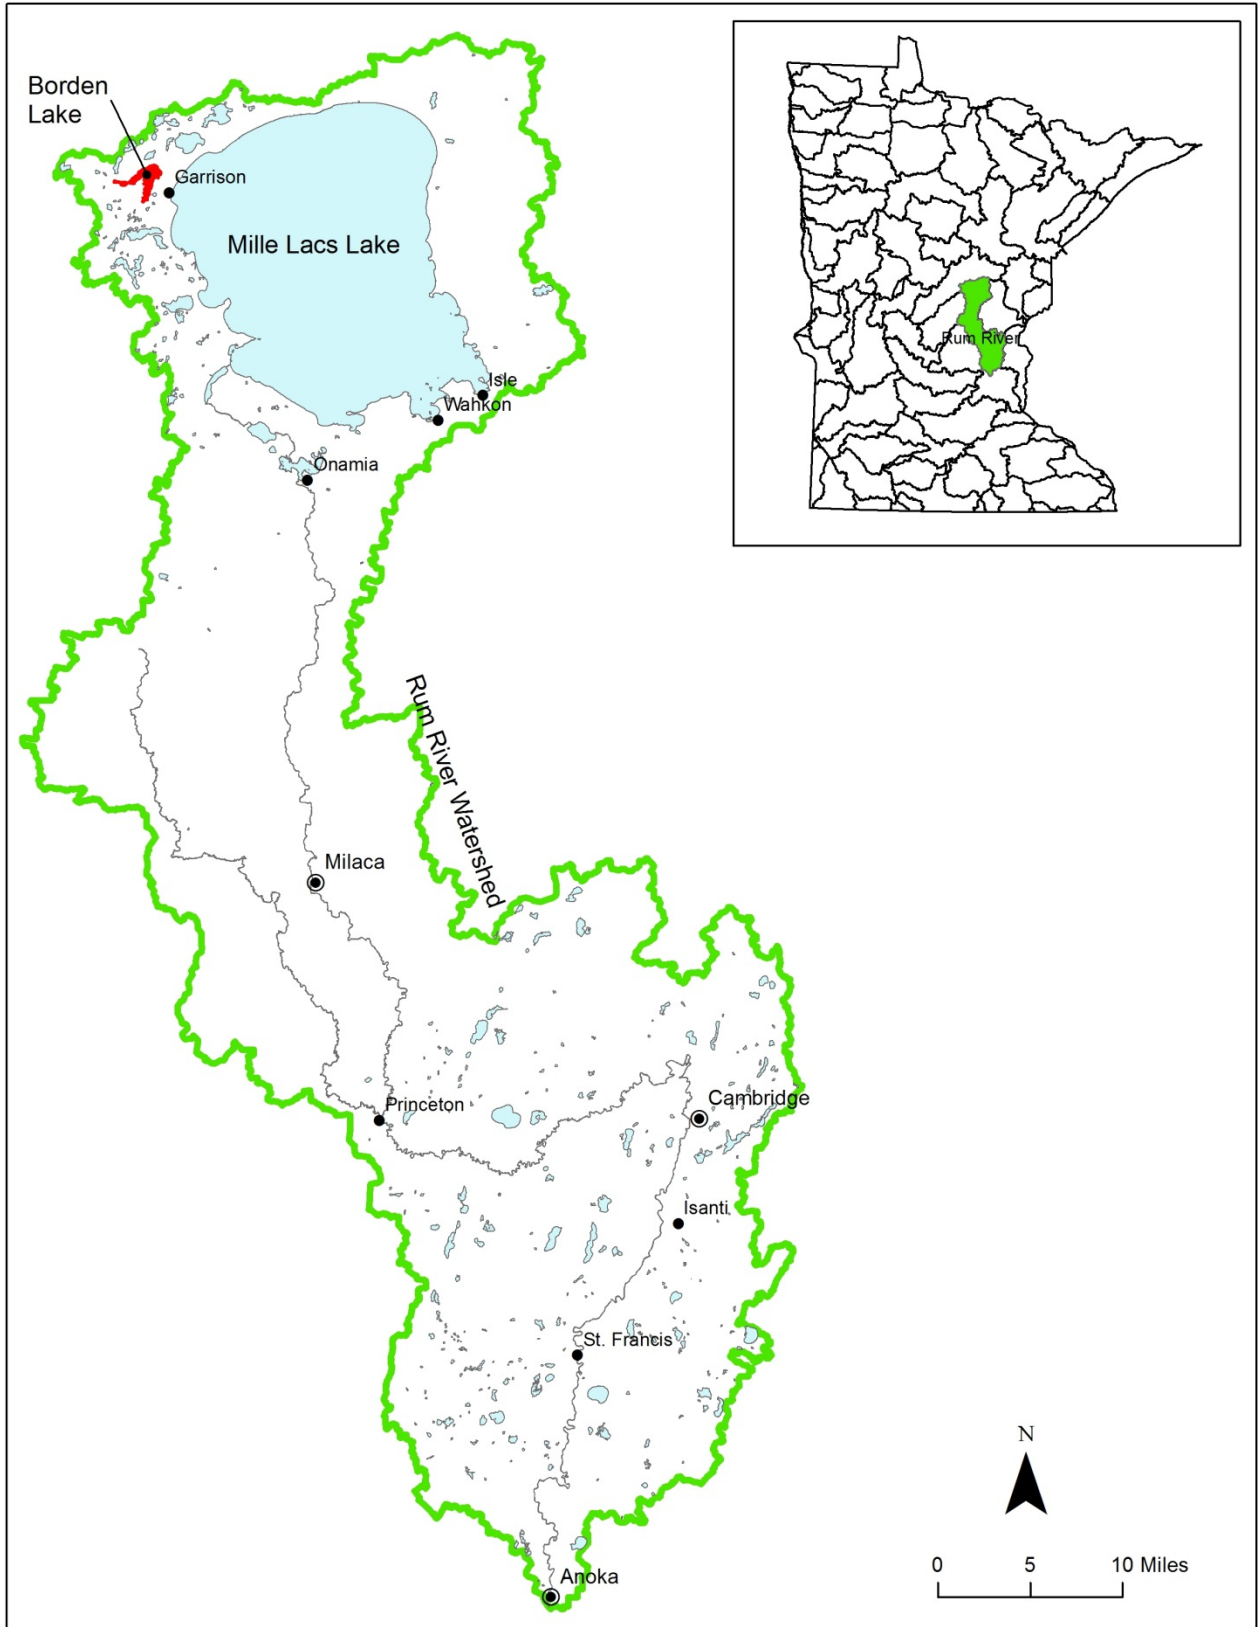 Borden
Lake
Garrison
Mille Lacs Lake
Rum River
Isle
Wahkon
Onamia
Rum River Watershed
Milaca
Princeton
Cambridge
Isanti
St. Francis
N
0 5 10 Miles
Anoka